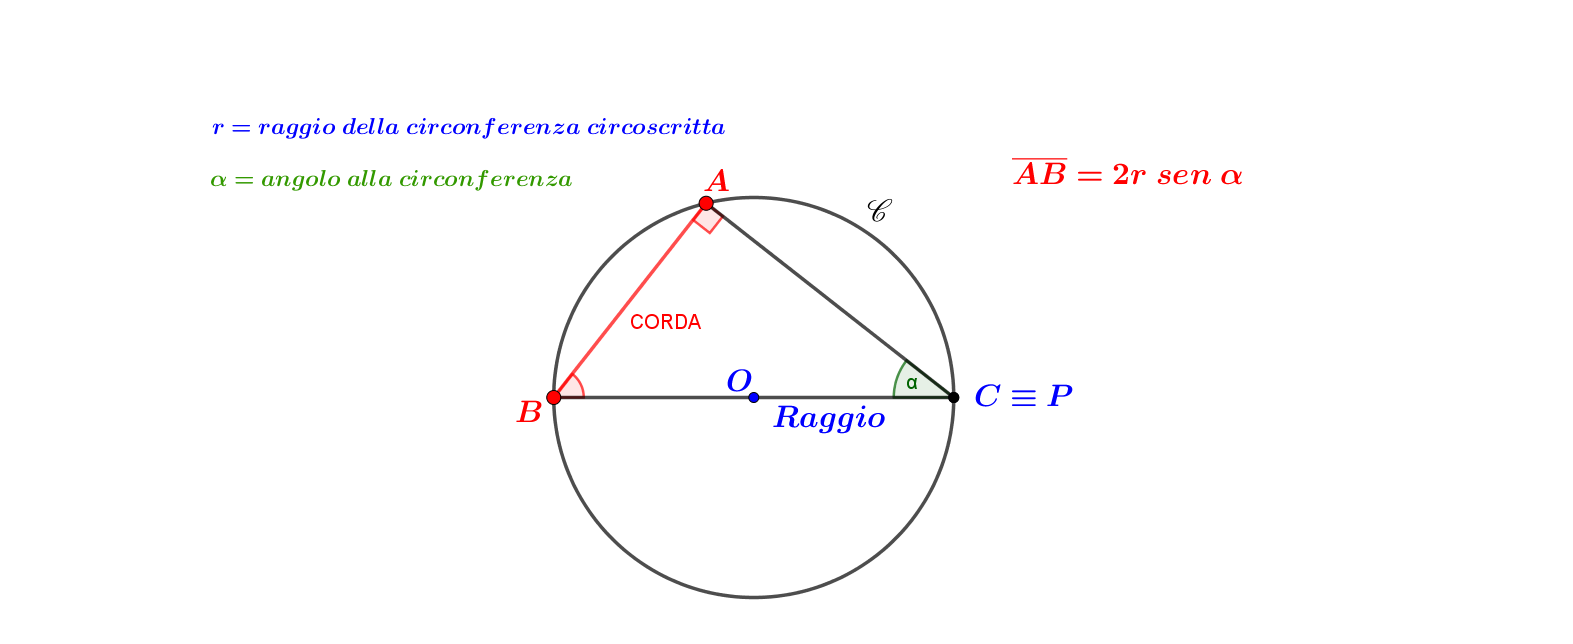 r = raggio della circonferenza circoscritta
α = angolo alla circonferenza
AB = 2r sen α
A
𝒞
CORDA
α
O
B
Raggio
C ≡ P